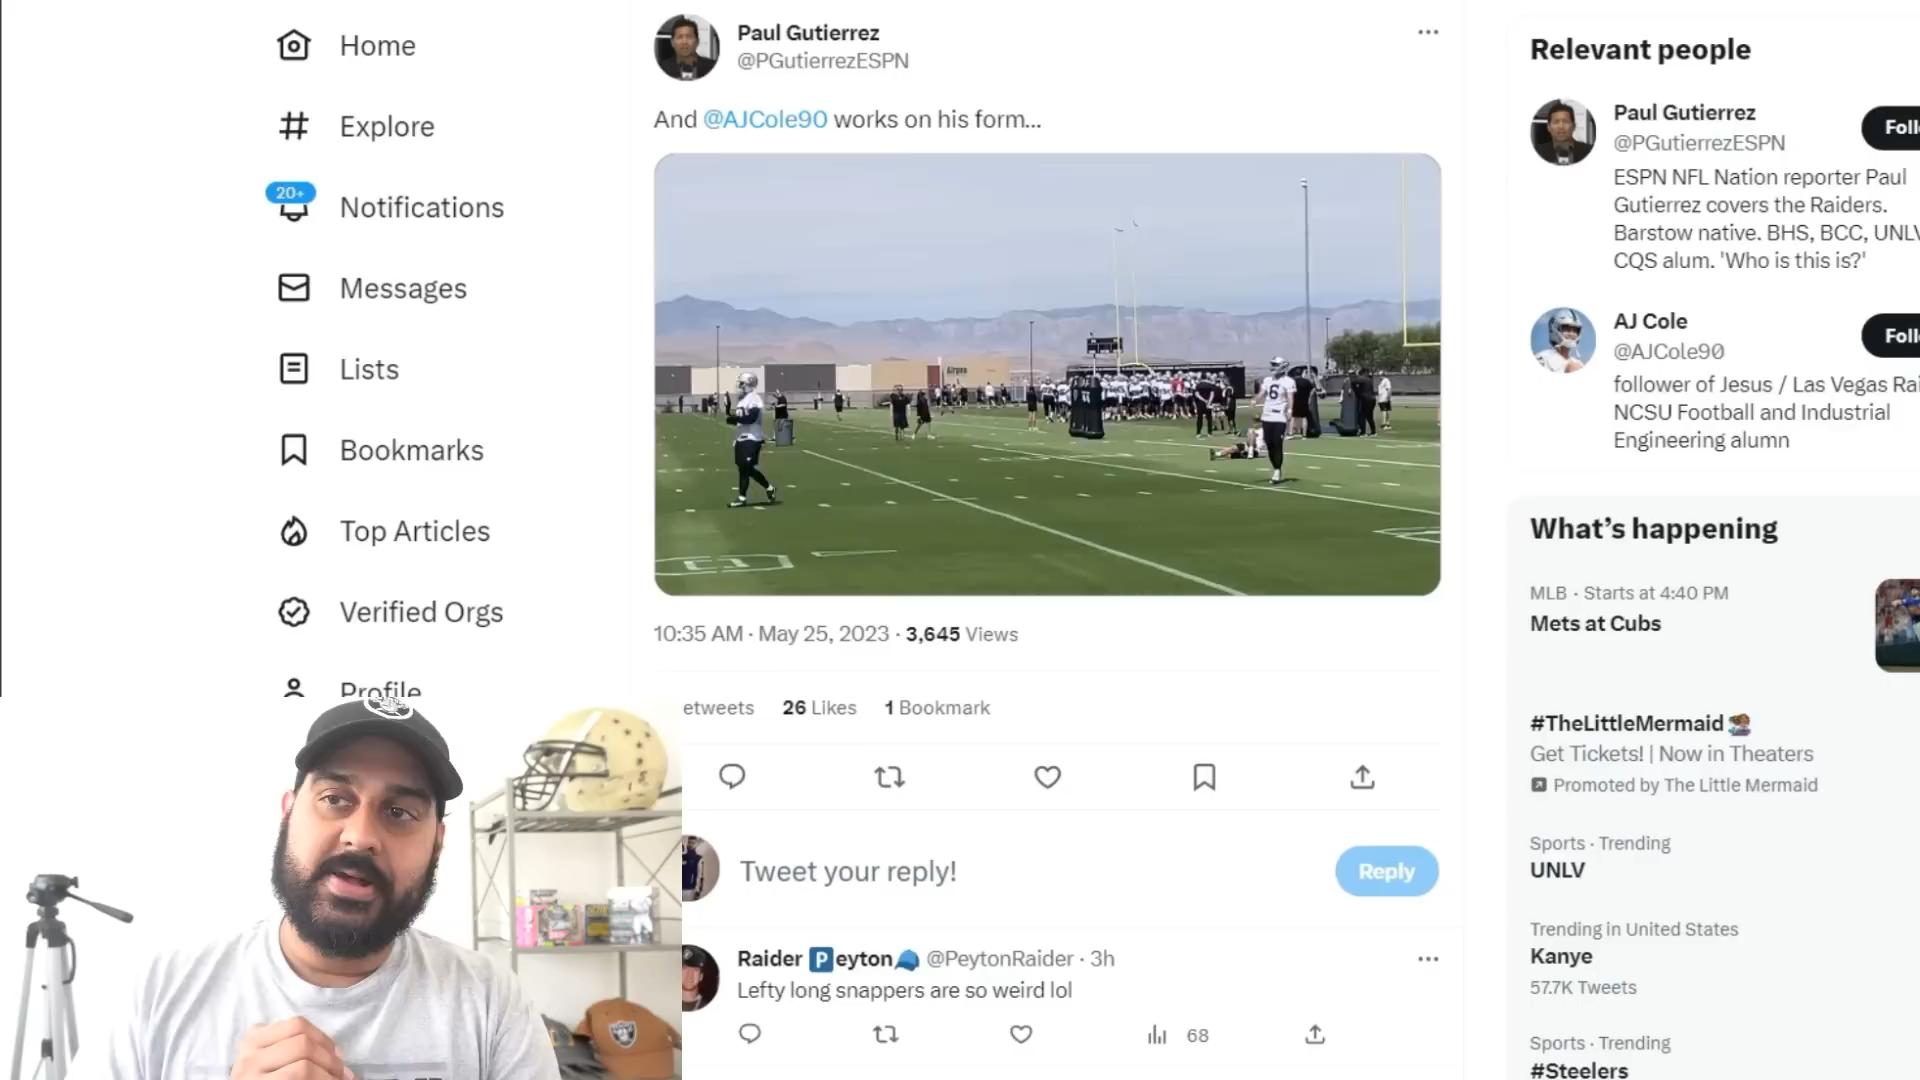 Home
Explore
20+
Notifications
Messages
Lists
Bookmarks
Top Articles
Verified Orgs
Profile
Paul Gutierrez
@PGutierrezESPN
And @AJCole90 works on his form...
6
10:35 AM · May 25, 2023 · 3,645 Views
etweets 26 Likes 1 Bookmark
Tweet your reply!
Reply
Raider 🅿eyton🧢 @PeytonRaider · 3h
Lefty long snappers are so weird lol
68
Relevant people
Paul Gutierrez
@PGutierrezESPN
Foll
ESPN NFL Nation reporter Paul
Gutierrez covers the Raiders.
Barstow native. BHS, BCC, UNLV
CQS alum. 'Who is this is?'
AJ Cole
@AJCole90
Foll
follower of Jesus / Las Vegas Rai
NCSU Football and Industrial
Engineering alumn
What's happening
MLB · Starts at 4:40 PM
Mets at Cubs
#TheLittleMermaid
Get Tickets! | Now in Theaters
Promoted by The Little Mermaid
Sports · Trending
UNLV
Trending in United States
Kanye
57.7K Tweets
Sports · Trending
#Steelers